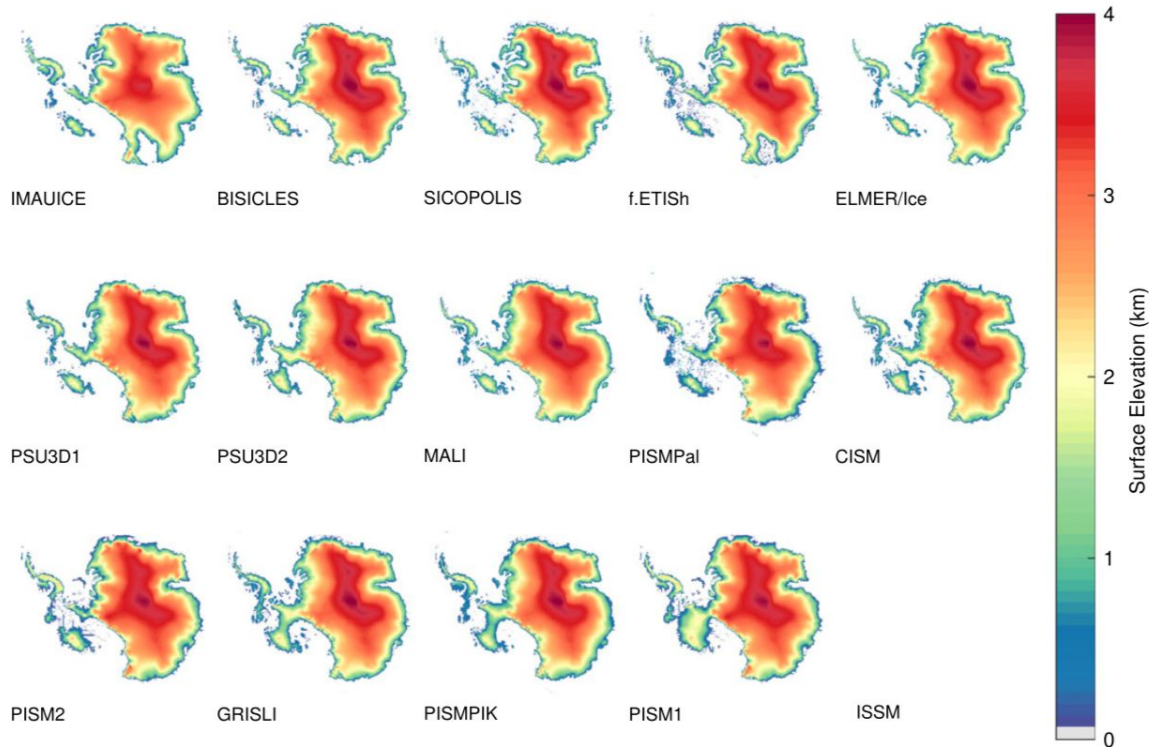 IMAUICE BISICLES SICOPOLIS f.ETISh ELMER/Ice
PSU3D1 PSU3D2 MALI PISMPal CISM
PISM2 GRISLI PISMPIK PISM1 ISSM
4
3
2
1
0
Surface Elevation (km)